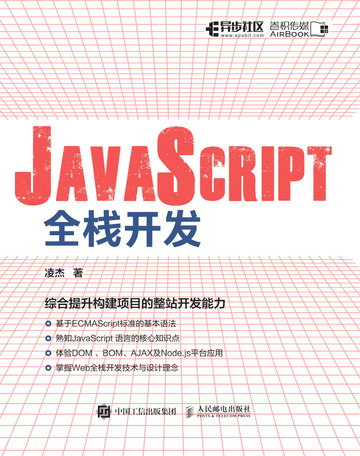 异步社区
www.epubit.com
卷积传媒
AIRBOOK
JAVASCRIPT
全栈开发
凌杰 著
综合提升构建项目的整站开发能力
基于ECMAScript标准的基本语法
熟知JavaScript 语言的核心知识点
体验DOM 、BOM、AJAX及Node.js平台应用
掌握Web全栈开发技术与设计理念
中国工信出版集团
人民邮电出版社
POSTS & TELECOM PRESS